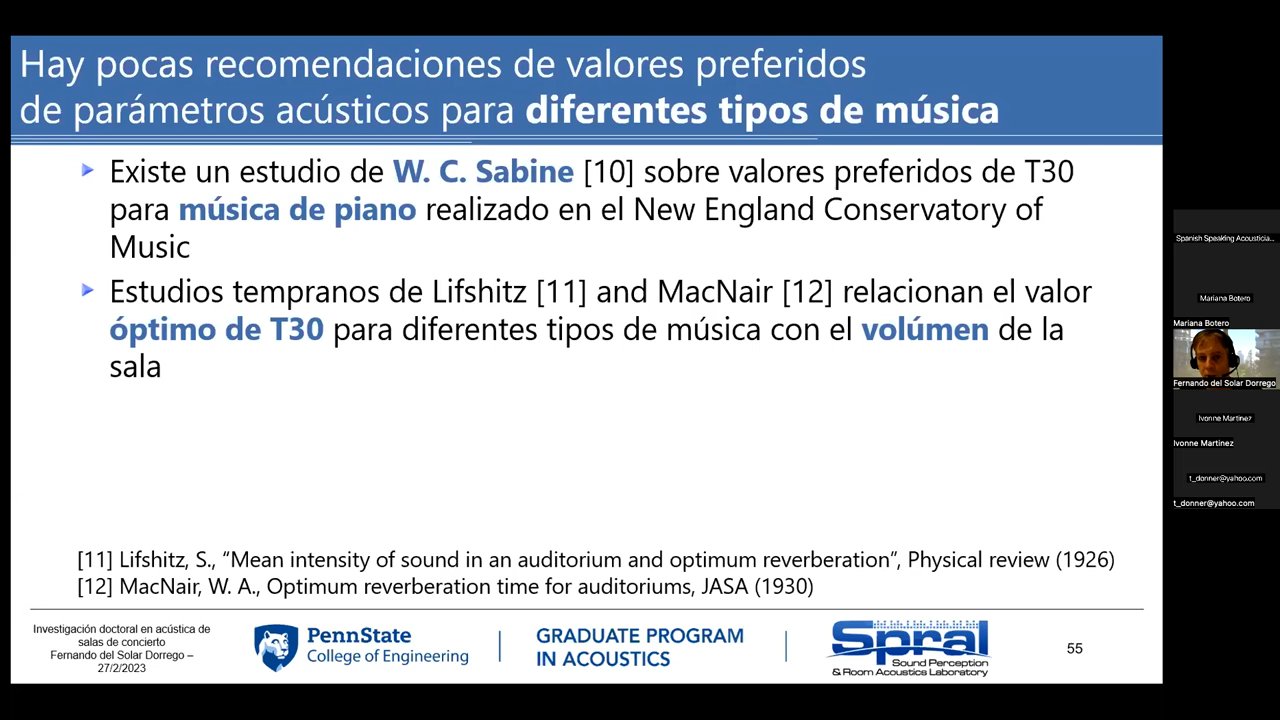 Hay pocas recomendaciones de valores preferidos
de parámetros acústicos para diferentes tipos de música
Existe un estudio de W. C. Sabine [10] sobre valores preferidos de T30
para música de piano realizado en el New England Conservatory of
Music
Estudios tempranos de Lifshitz [11] and MacNair [12] relacionan el valor
óptimo de T30 para diferentes tipos de música con el volúmen de la
sala
[11] Lifshitz, S., “Mean intensity of sound in an auditorium and optimum reverberation”, Physical review (1926)
[12] MacNair, W. A., Optimum reverberation time for auditoriums, JASA (1930)
Investigación doctoral en acústica de
salas de concierto
Fernando del Solar Dorrego –
27/2/2023
PennState
College of Engineering
GRADUATE PROGRAM
IN ACOUSTICS
Spral
Sound Perception
& Room Acoustics Laboratory
55
Spanish Speaking Acousticia...
Mariana Botero
Mariana Botero
Fernando del Solar Dorrego
Ivonne Martinez
Ivonne Martinez
t_donner@yahoo.com
t_donner@yahoo.com